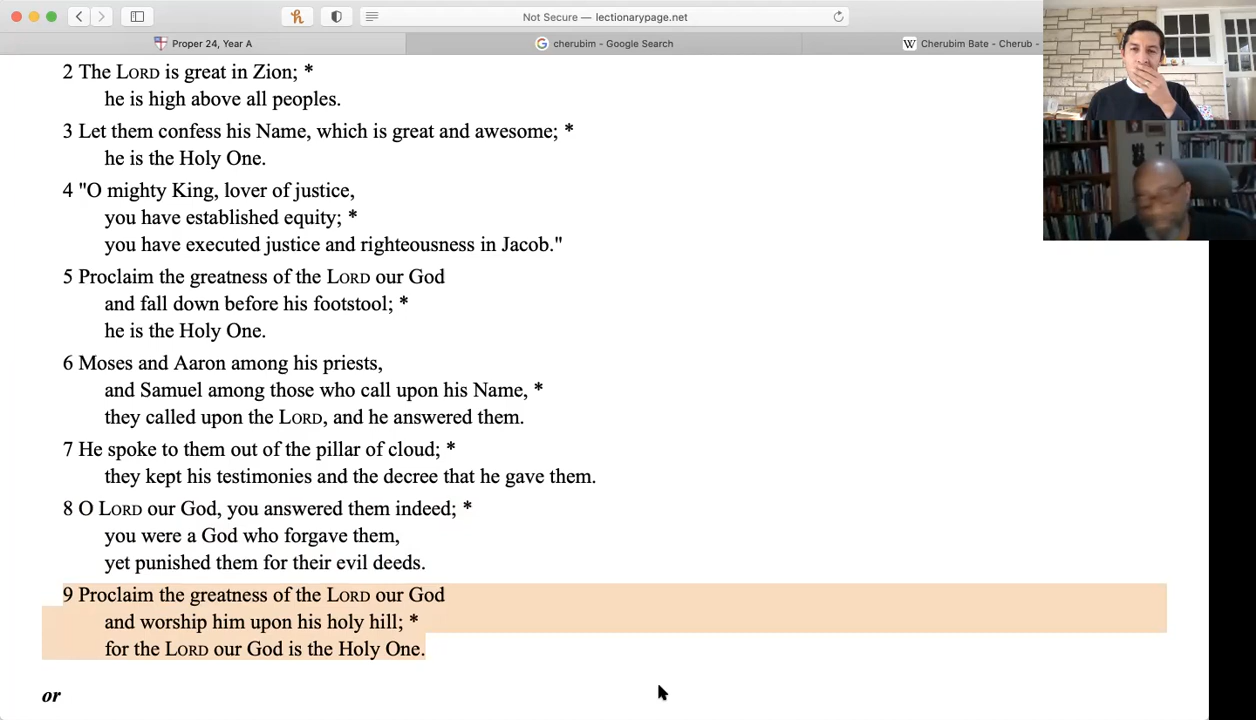 Not Secure — lectionarypage.net
Proper 24, Year A
cherubim - Google Search
Cherubim Bate - Cherub -
2 The LORD is great in Zion; *
he is high above all peoples.
3 Let them confess his Name, which is great and awesome; *
he is the Holy One.
4 "O mighty King, lover of justice,
you have established equity; *
you have executed justice and righteousness in Jacob."
5 Proclaim the greatness of the LORD our God
and fall down before his footstool; *
he is the Holy One.
6 Moses and Aaron among his priests,
and Samuel among those who call upon his Name, *
they called upon the LORD, and he answered them.
7 He spoke to them out of the pillar of cloud; *
they kept his testimonies and the decree that he gave them.
8 O LORD our God, you answered them indeed; *
you were a God who forgave them,
yet punished them for their evil deeds.
9 Proclaim the greatness of the LORD our God
and worship him upon his holy hill; *
for the LORD our God is the Holy One.
or